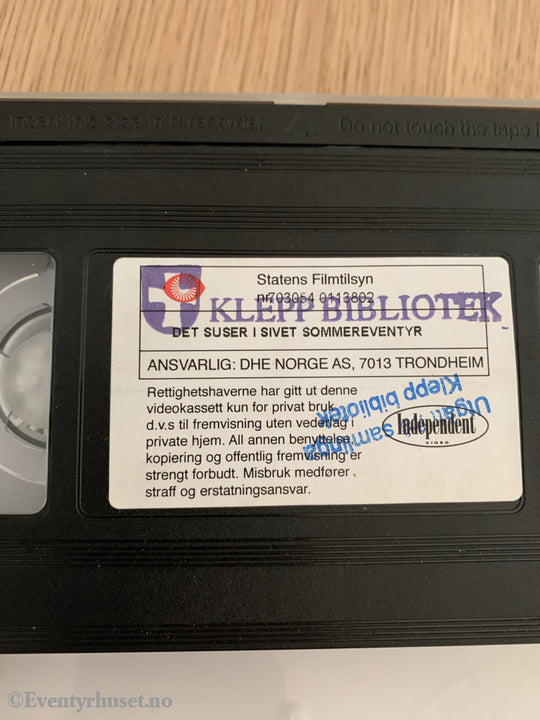 Insert this side into recorder
Do not touch the tape
Statens Filmtilsyn
nr703054 0113802
KLEPP BIBLIOTEK
DET SUSER I SIVET SOMMEREVENTYR
ANSVARLIG: DHE NORGE AS, 7013 TRONDHEIM
Rettighetshaverne har gitt ut denne
videokassett kun for privat bruk,
d.v.s til fremvisning uten vederlag i
private hjem. All annen benyttelse,
kopiering og offentlig fremvisning er
strengt forbudt. Misbruk medfører
straff og erstatningsansvar.
Utgått samlinga
Klepp bibliotek
Independent
VIDEO
©Eventyrhuset.no